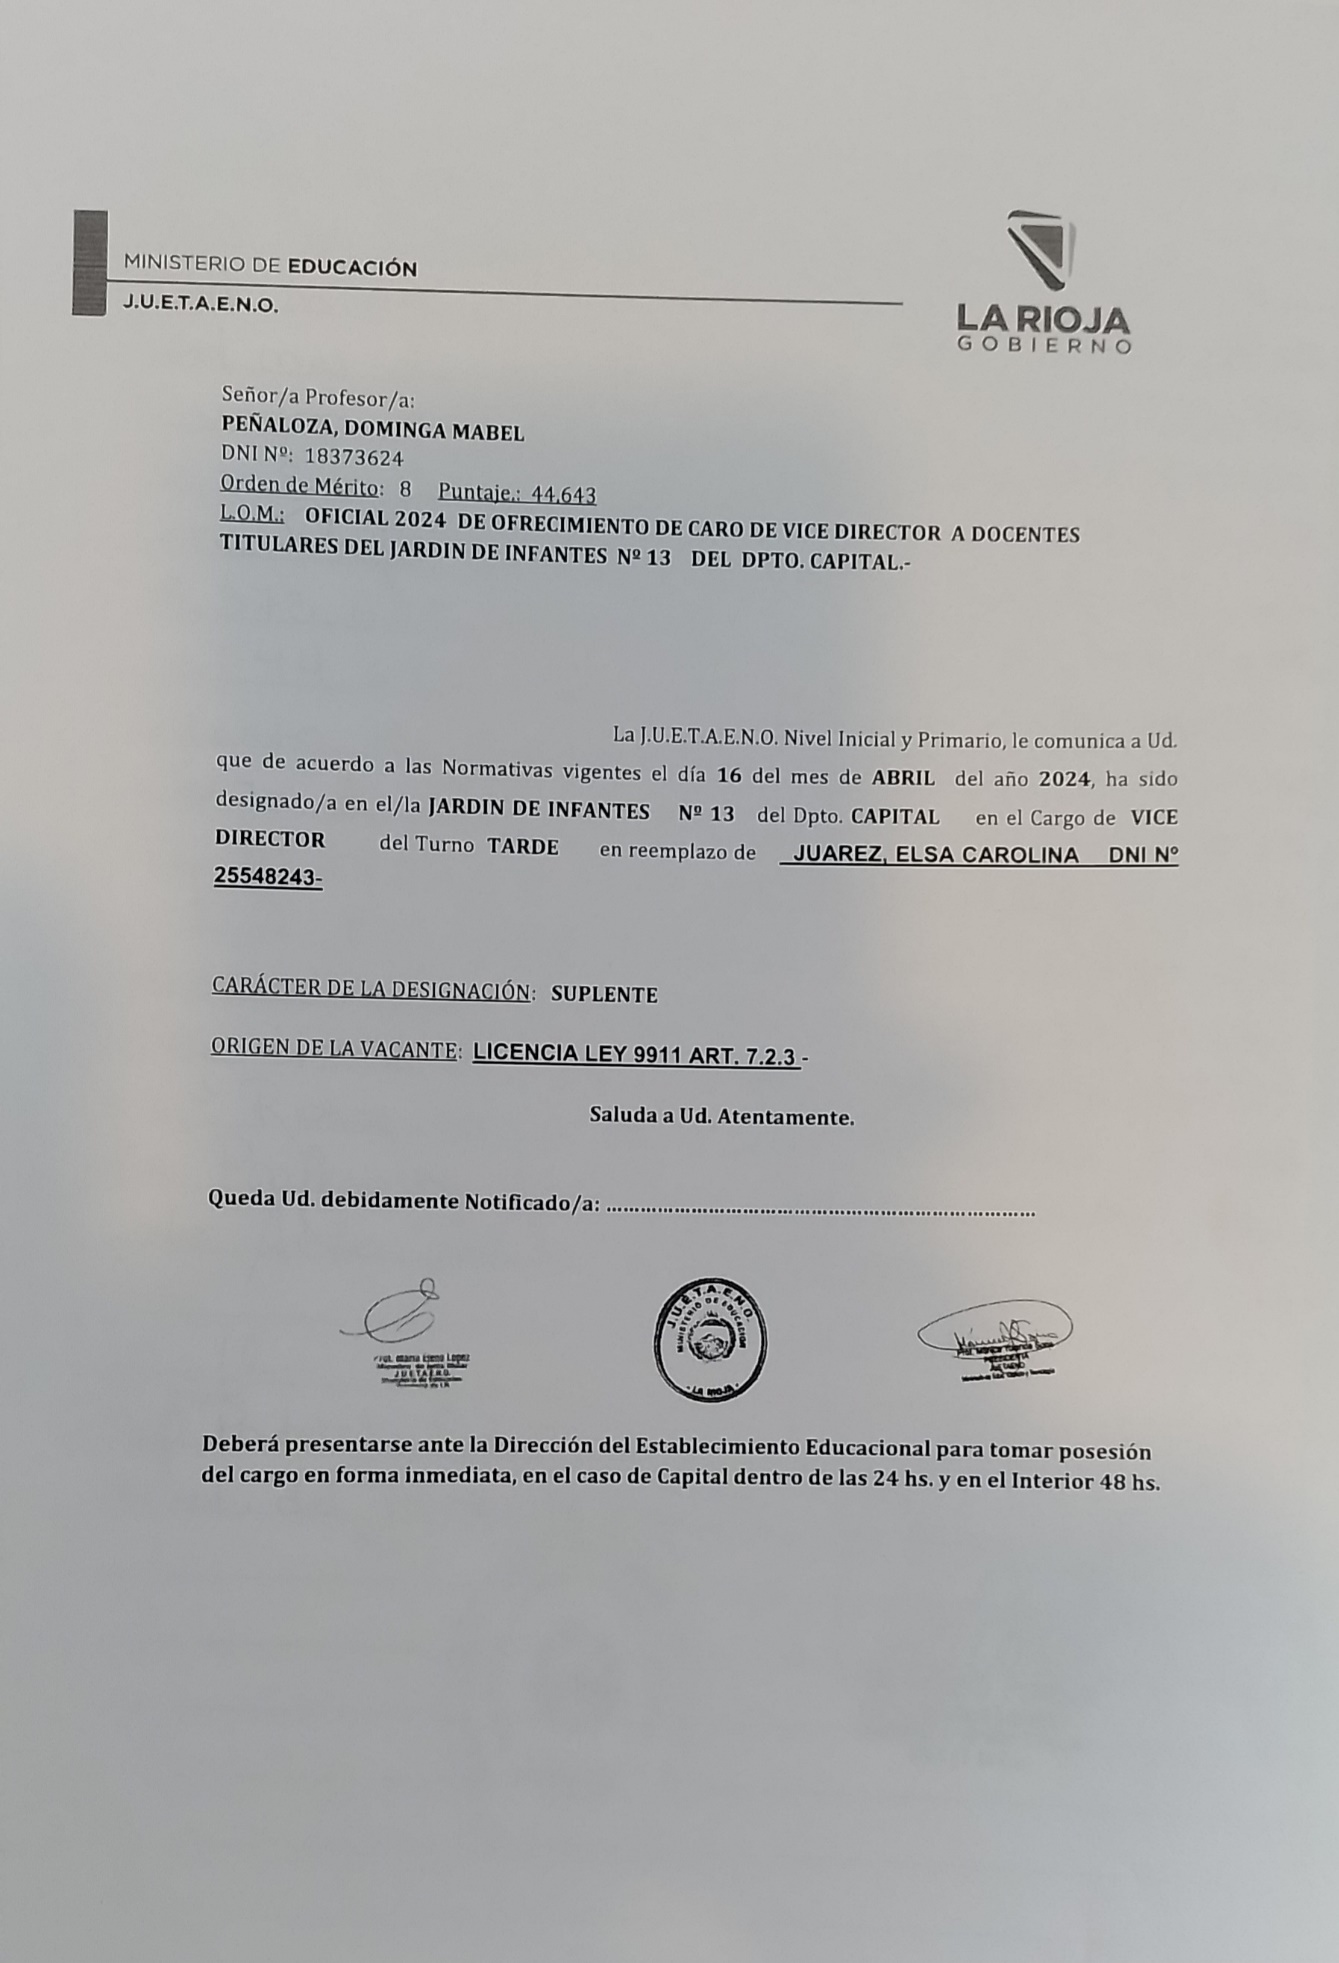 MINISTERIO DE EDUCACIÓN
J.U.E.T.A.E.N.O.
LA RIOJA
GOBIERNO
Señor/a Profesor/a:
PEÑALOZA, DOMINGA MABEL
DNI Nº: 18373624
Orden de Mérito: 8 Puntaje.: 44,643
L.O.M.: OFICIAL 2024 DE OFRECIMIENTO DE CARO DE VICE DIRECTOR A DOCENTES
TITULARES DEL JARDIN DE INFANTES Nº 13 DEL DPTO. CAPITAL.-
La J.U.E.T.A.E.N.O. Nivel Inicial y Primario, le comunica a Ud.
que de acuerdo a las Normativas vigentes el día 16 del mes de ABRIL del año 2024, ha sido
designado/a en el/la JARDIN DE INFANTES Nº 13 del Dpto. CAPITAL en el Cargo de VICE
DIRECTOR del Turno TARDE en reemplazo de JUAREZ, ELSA CAROLINA DNI Nº
25548243-
CARÁCTER DE LA DESIGNACIÓN: SUPLENTE
ORIGEN DE LA VACANTE: LICENCIA LEY 9911 ART. 7.2.3 -
Saluda a Ud. Atentamente.
Queda Ud. debidamente Notificado/a: ..........................................................................
Prof. María Elena Lopez
J.U.E.T.A.E.N.O.
J.U.E.T.A.E.N.O.
MINISTERIO DE EDUCACION
- LA RIOJA -
PRESIDENTA
Deberá presentarse ante la Dirección del Establecimiento Educacional para tomar posesión
del cargo en forma inmediata, en el caso de Capital dentro de las 24 hs. y en el Interior 48 hs.